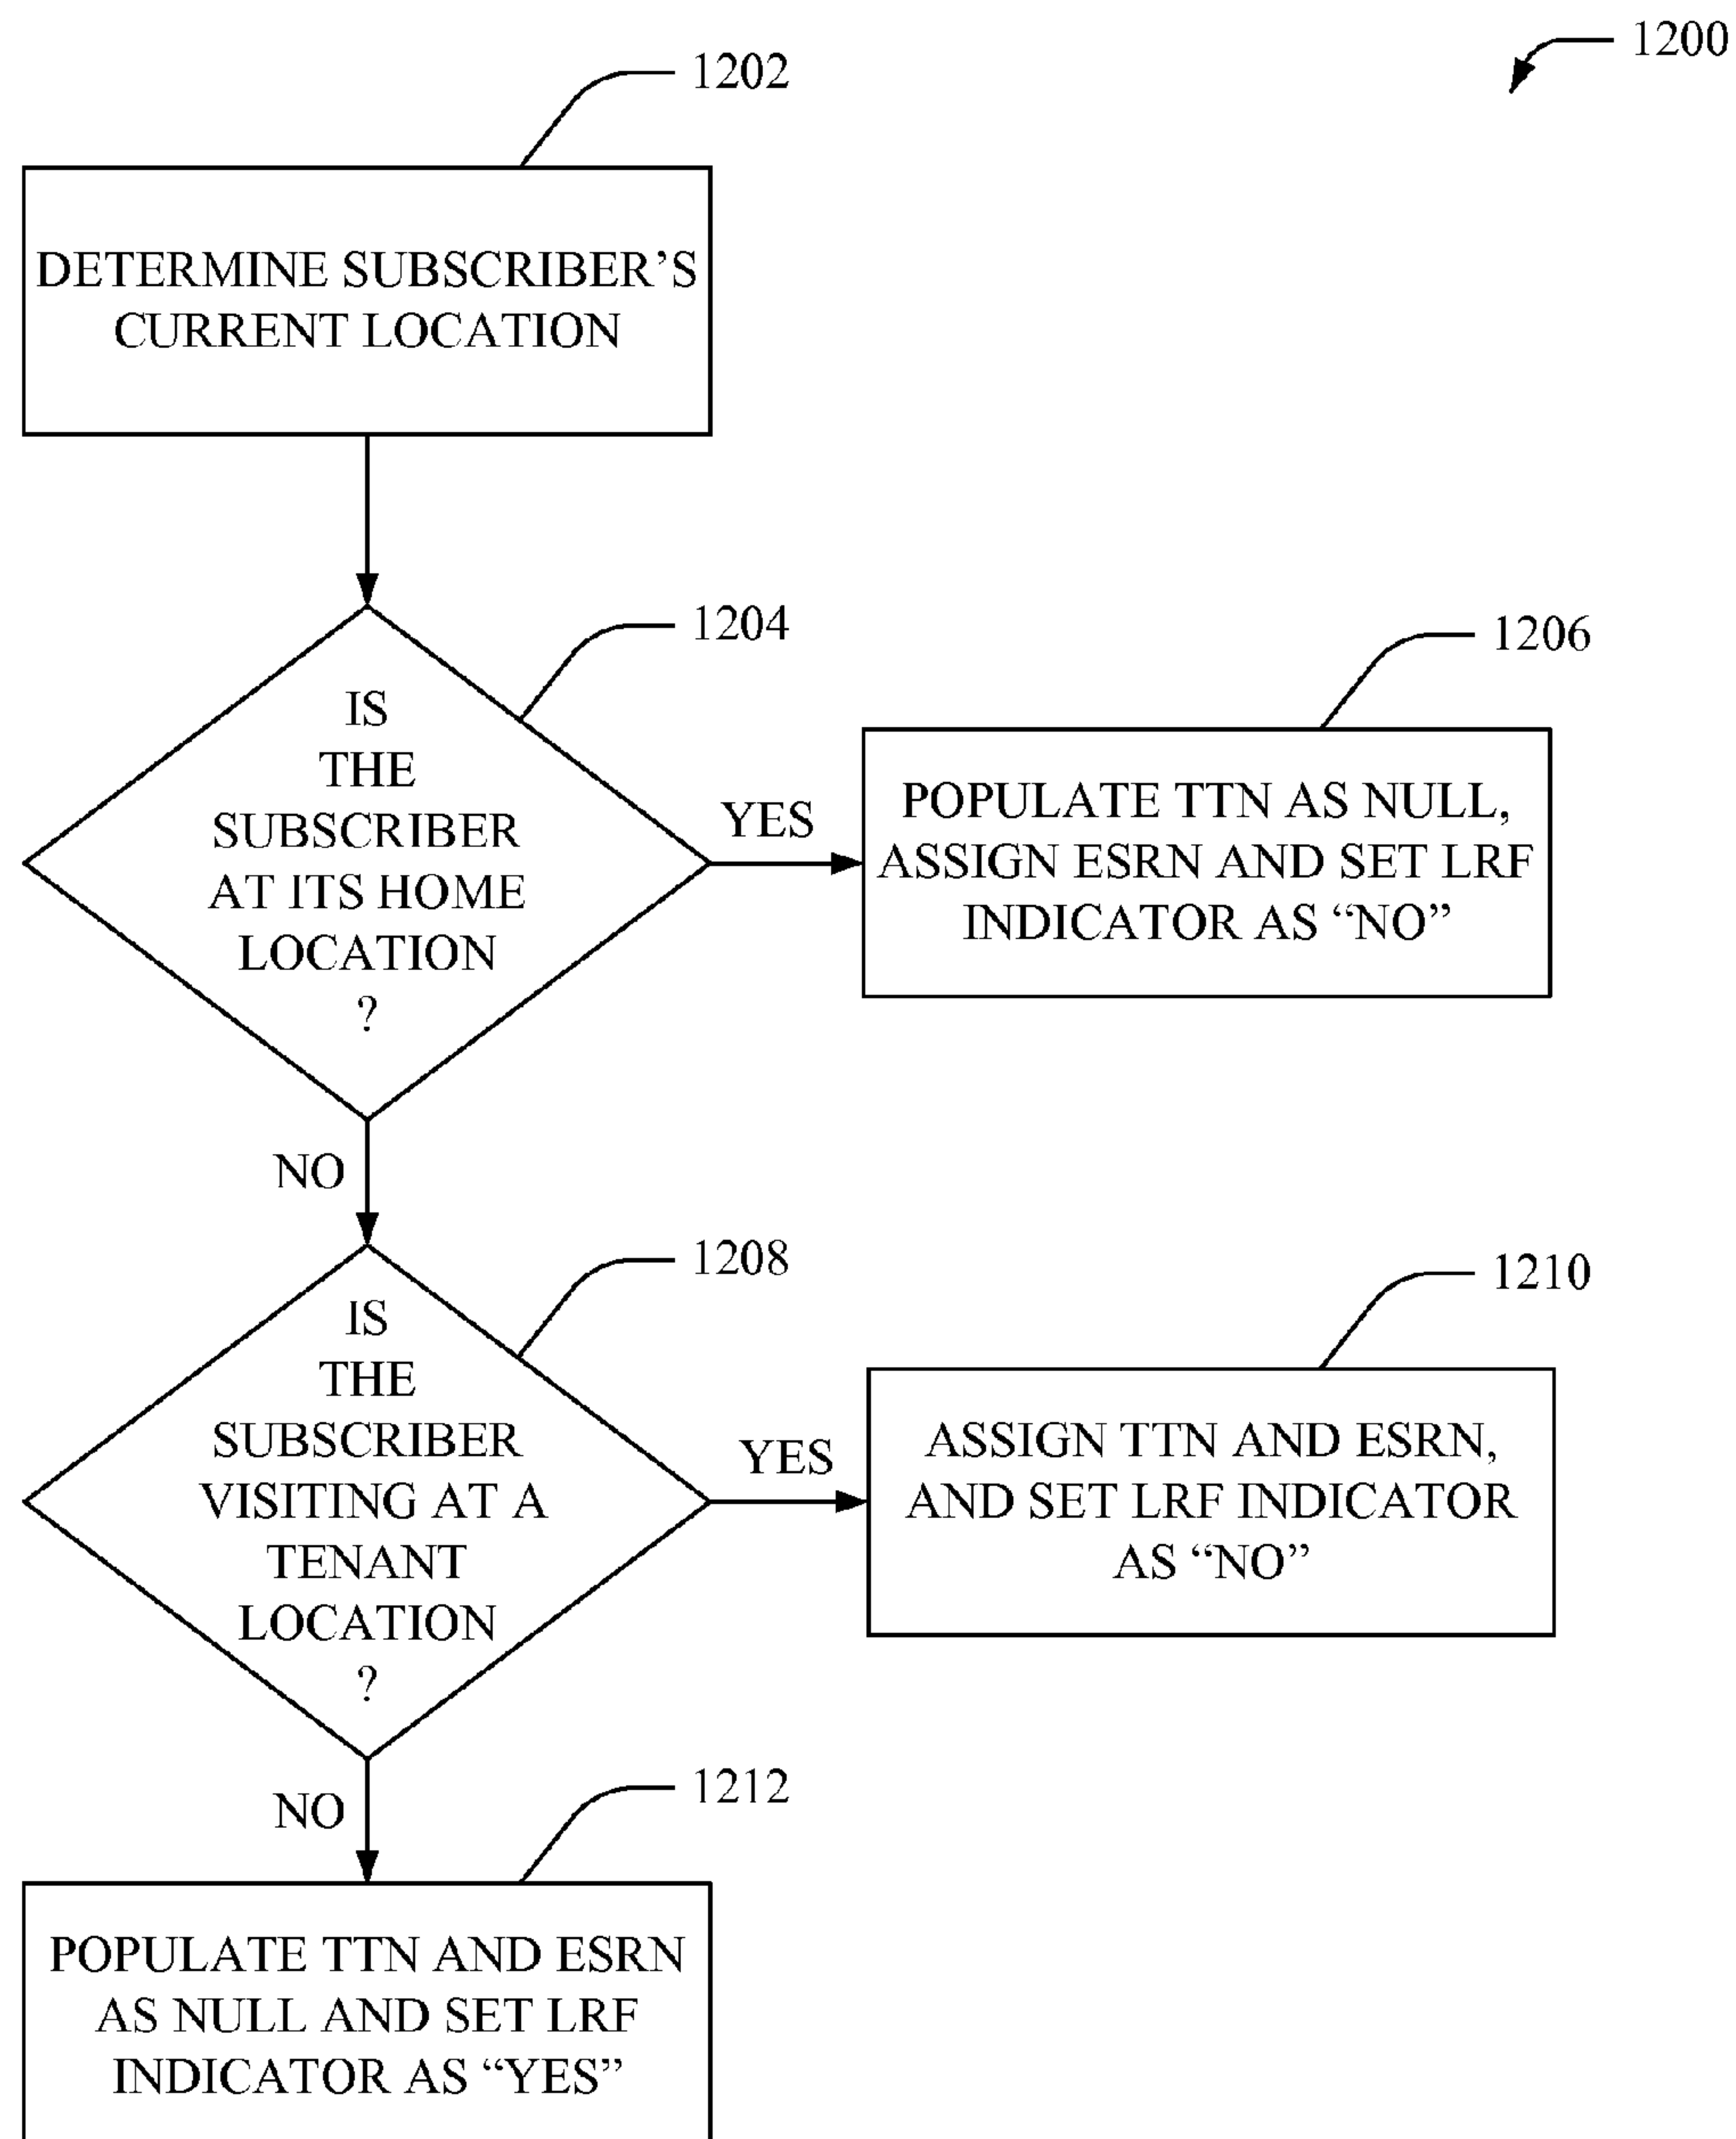 1200
1202
DETERMINE SUBSCRIBER’S
CURRENT LOCATION
1204
IS
THE
SUBSCRIBER
AT ITS HOME
LOCATION
?
YES
1206
POPULATE TTN AS NULL,
ASSIGN ESRN AND SET LRF
INDICATOR AS “NO”
NO
1208
IS
THE
SUBSCRIBER
VISITING AT A
TENANT
LOCATION
?
YES
1210
ASSIGN TTN AND ESRN,
AND SET LRF INDICATOR
AS “NO”
NO
1212
POPULATE TTN AND ESRN
AS NULL AND SET LRF
INDICATOR AS “YES”